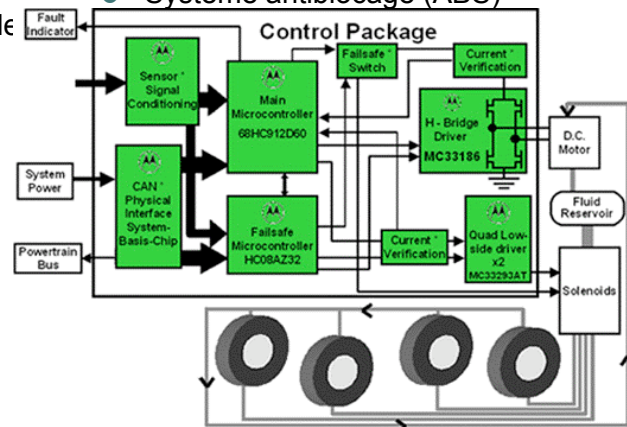 Systèmes antiblocage (ABS)
Fault
Indicator
Control Package
Sensor *
Signal
Conditioning
Main
Microcontroller
68HC912D60
Failsafe *
Switch
Current *
Verification
H - Bridge
Driver
MC33186
D.C.
Motor
System
Power
CAN *
Physical
Interface
System-
Basis-Chip
Failsafe
Microcontroller
HC08AZ32
Current *
Verification
Quad Low-
side driver
x2
MC33293AT
Fluid
Reservoir
Solenoids
Powertrain
Bus